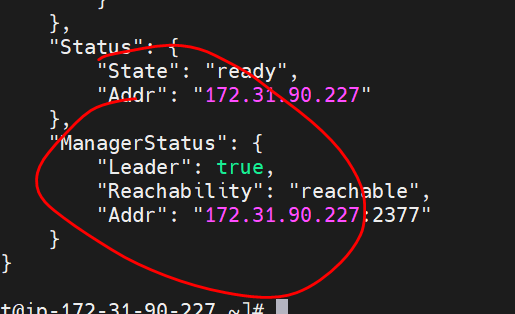 }
},
"Status": {
"State": "ready",
"Addr": "172.31.90.227"
},
"ManagerStatus": {
"Leader": true,
"Reachability": "reachable",
"Addr": "172.31.90.227:2377"
}
}
t@ip-172-31-90-227 ~]#